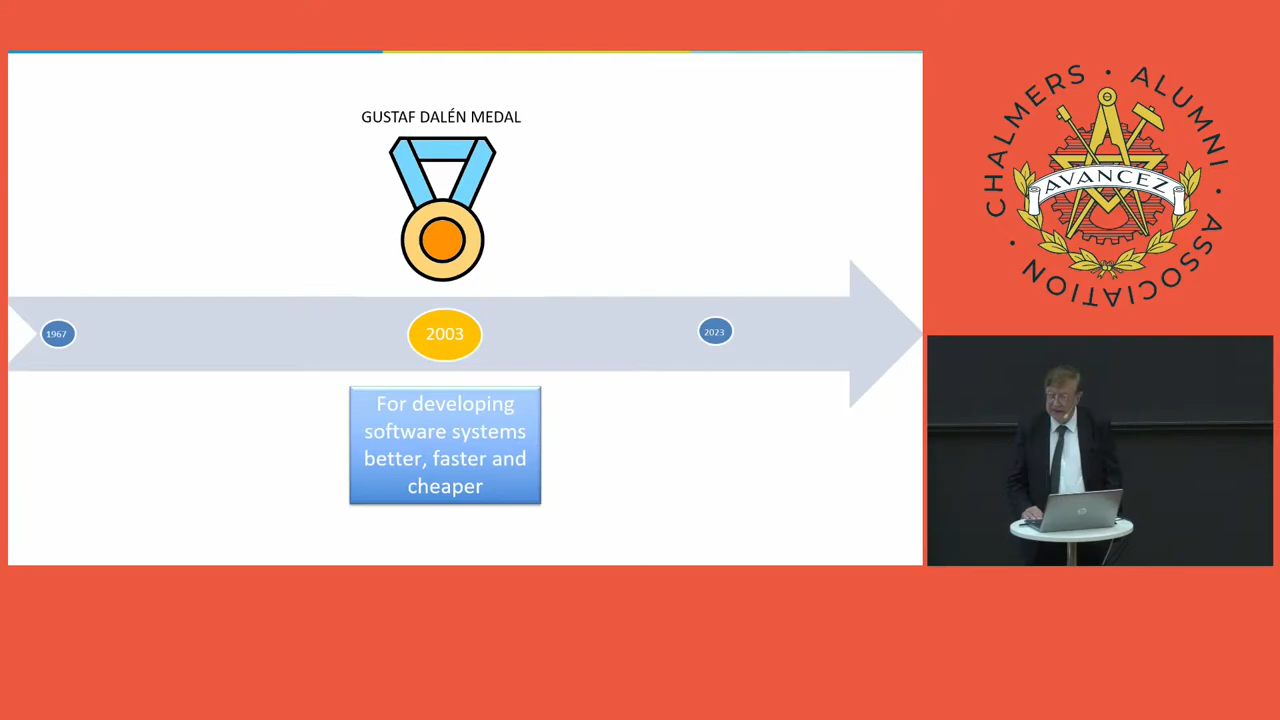 GUSTAF DALÉN MEDAL
1967
2003
2023
For developing
software systems
better, faster and
cheaper
CHALMERS · ALUMNI · ASSOCIATION ·
AVANCEZ